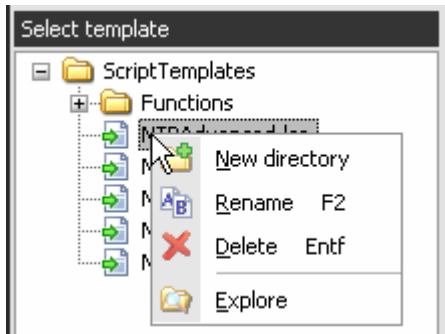 Select template
ScriptTemplates
Functions
New directory
Rename F2
Delete Entf
Explore